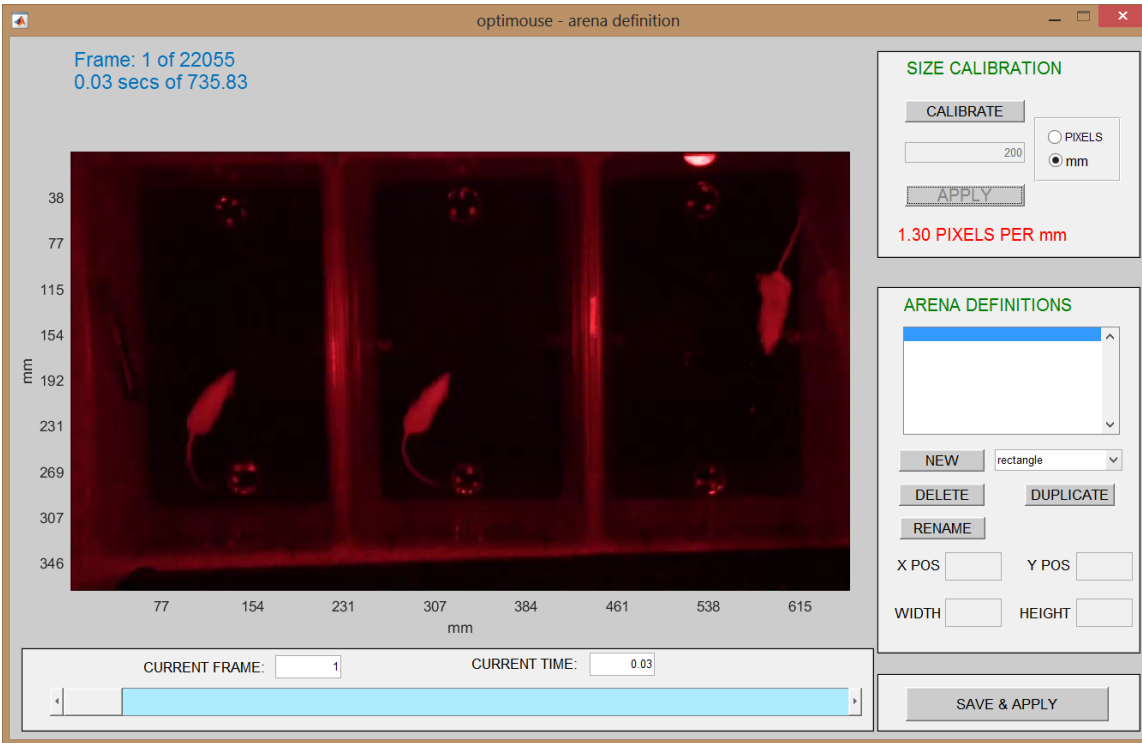 optimouse - arena definition
Frame: 1 of 22055
0.03 secs of 735.83
38
77
115
154
192
231
269
307
346
mm
77 154 231 307 384 461 538 615
mm
CURRENT FRAME: 1 CURRENT TIME: 0.03
SIZE CALIBRATION
CALIBRATE
PIXELS
200
mm
APPLY
1.30 PIXELS PER mm
ARENA DEFINITIONS
NEW rectangle
DELETE DUPLICATE
RENAME
X POS Y POS
WIDTH HEIGHT
SAVE & APPLY